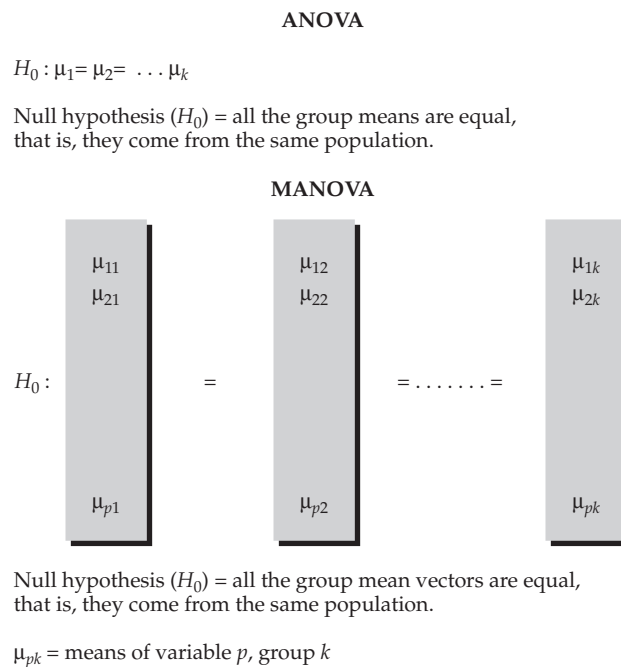 ANOVA
H₀ : μ₁= μ₂= . . . μₖ
Null hypothesis (H₀) = all the group means are equal,
that is, they come from the same population.
MANOVA
μ₁₁ μ₁₂ μ₁ₖ
μ₂₁ μ₂₂ μ₂ₖ
H₀ : = = . . . . . . . =
μₚ₁ μₚ₂ μₚₖ
Null hypothesis (H₀) = all the group mean vectors are equal,
that is, they come from the same population.
μₚₖ = means of variable p, group k